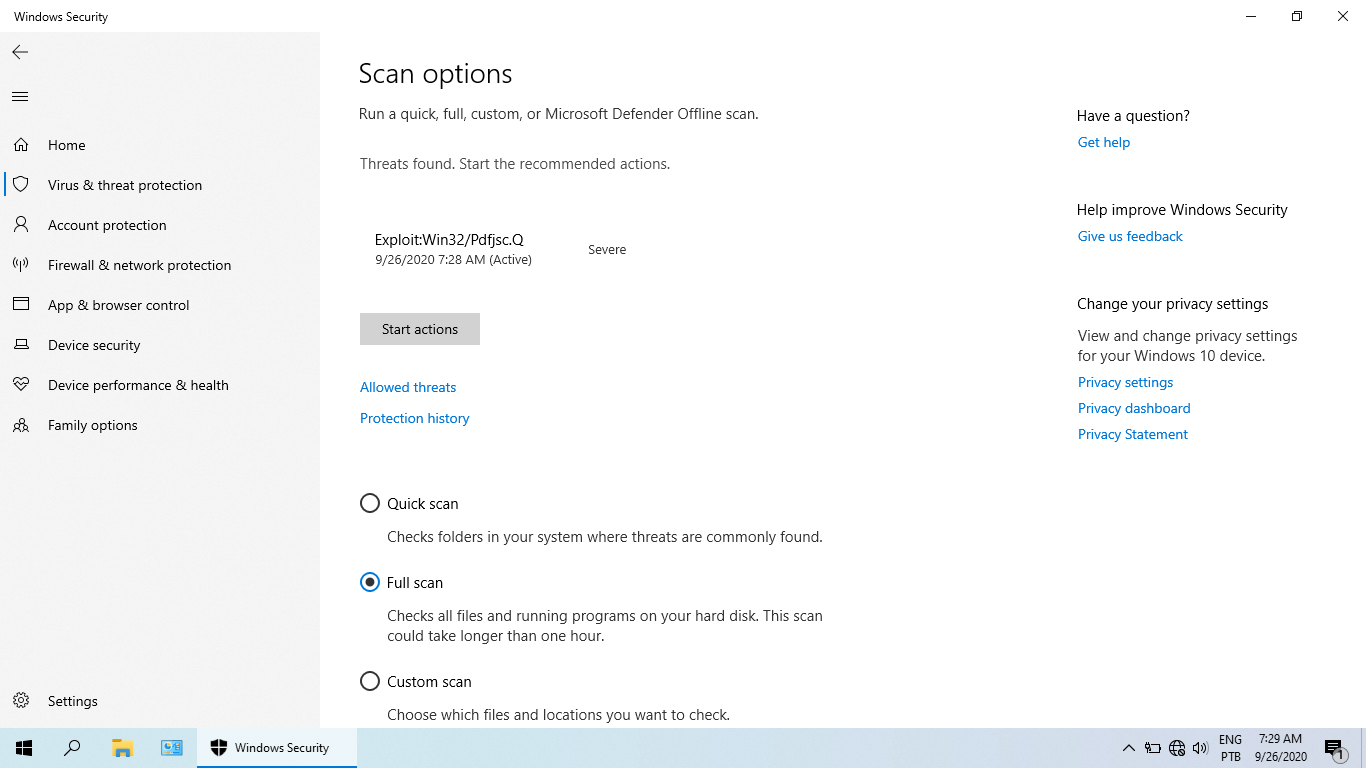 Windows Security
Home
Virus & threat protection
Account protection
Firewall & network protection
App & browser control
Device security
Device performance & health
Family options
Settings
Scan options
Run a quick, full, custom, or Microsoft Defender Offline scan.
Threats found. Start the recommended actions.
Exploit:Win32/Pdfjsc.Q
9/26/2020 7:28 AM (Active)
Severe
Start actions
Allowed threats
Protection history
Quick scan
Checks folders in your system where threats are commonly found.
Full scan
Checks all files and running programs on your hard disk. This scan
could take longer than one hour.
Custom scan
Choose which files and locations you want to check.
Have a question?
Get help
Help improve Windows Security
Give us feedback
Change your privacy settings
View and change privacy settings
for your Windows 10 device.
Privacy settings
Privacy dashboard
Privacy Statement
Windows Security
ENG
PTB
7:29 AM
9/26/2020
1